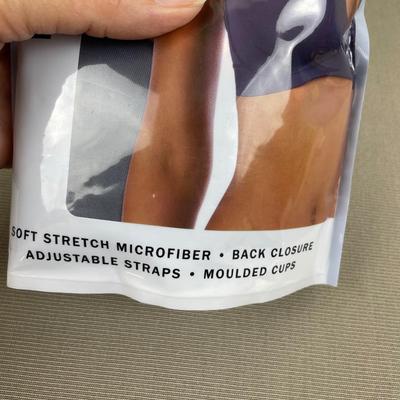 SOFT STRETCH MICROFIBER • BACK CLOSURE
ADJUSTABLE STRAPS • MOULDED CUPS